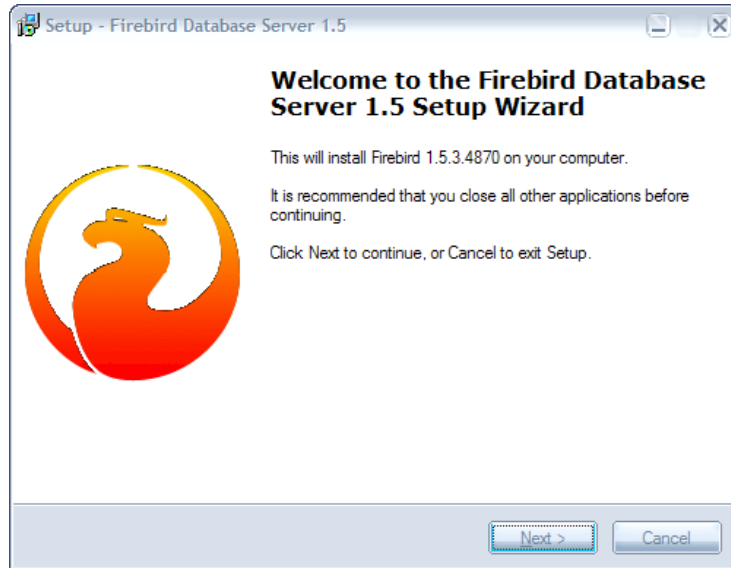 Setup - Firebird Database Server 1.5
Welcome to the Firebird Database
Server 1.5 Setup Wizard
This will install Firebird 1.5.3.4870 on your computer.
It is recommended that you close all other applications before
continuing.
Click Next to continue, or Cancel to exit Setup.
Next >
Cancel